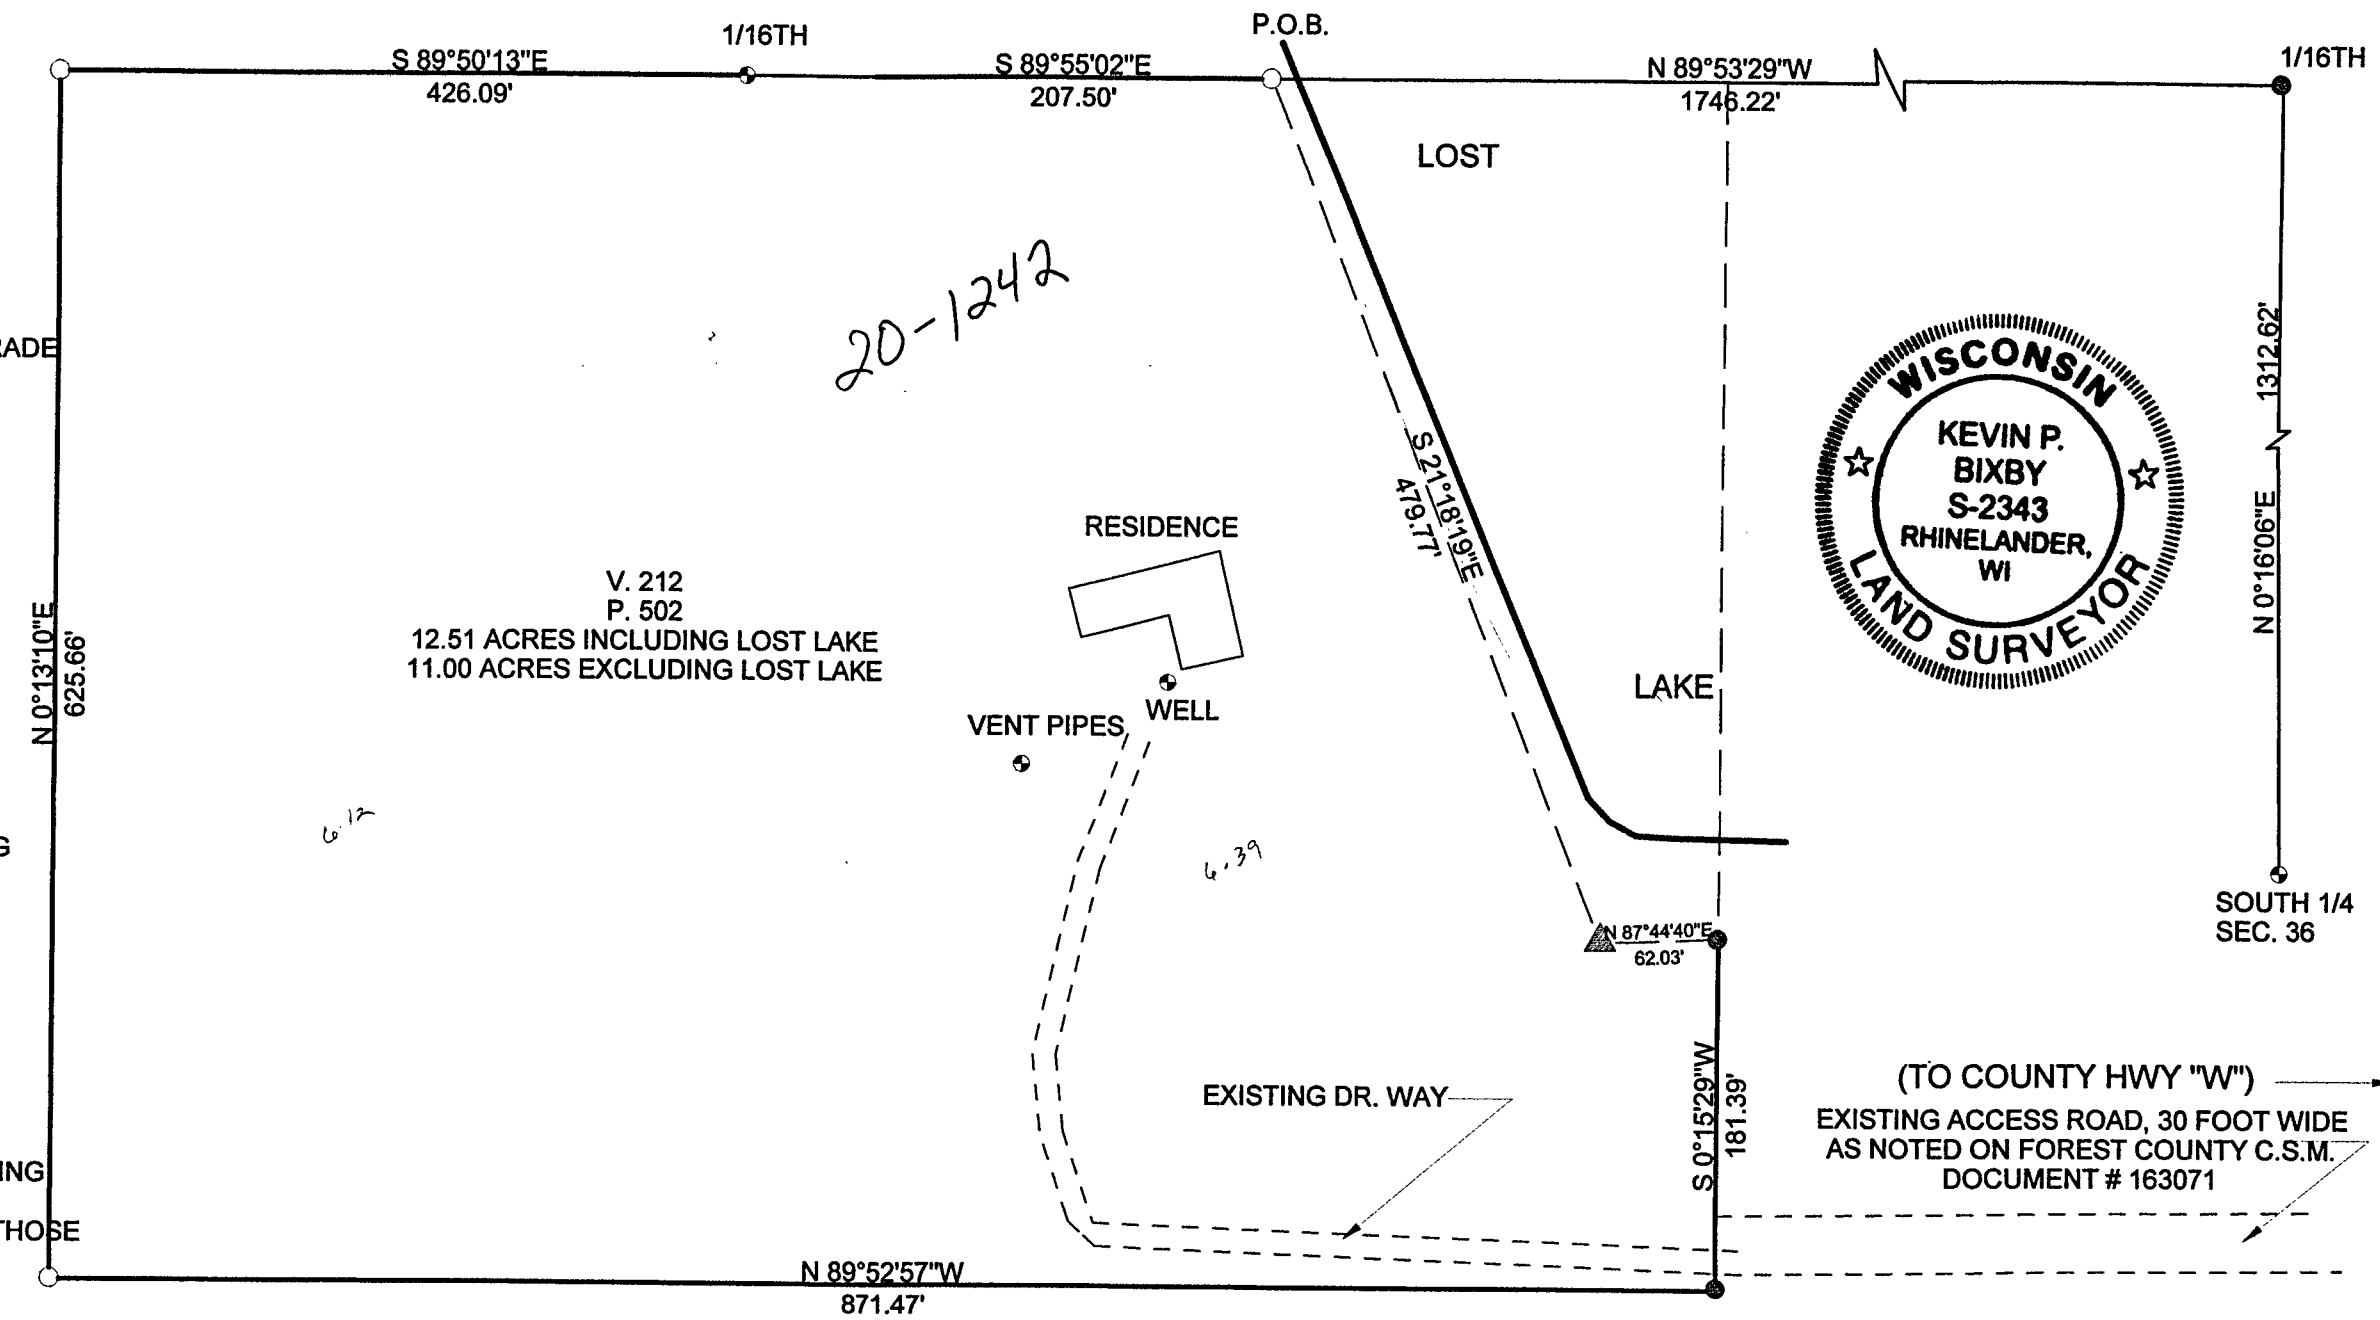 P.O.B.
1/16TH
1/16TH
S 89°50'13"E
426.09'
S 89°55'02"E
207.50'
N 89°53'29"W
1746.22'
LOST
20-1242
1312.62'
N 0°16'06"E
RADE
WISCONSIN
KEVIN P.
BIXBY
S-2343
RHINELANDER,
WI
LAND SURVEYOR
S 21°18'19"E
479.77'
RESIDENCE
V. 212
P. 502
12.51 ACRES INCLUDING LOST LAKE
11.00 ACRES EXCLUDING LOST LAKE
N 0°13'10"E
625.66'
LAKE
WELL
VENT PIPES
6.12
G
6.39
SOUTH 1/4
SEC. 36
N 87°44'40"E
62.03'
S 0°15'29"W
181.39'
EXISTING DR. WAY
(TO COUNTY HWY "W")
EXISTING ACCESS ROAD, 30 FOOT WIDE
AS NOTED ON FOREST COUNTY C.S.M.
DOCUMENT # 163071
ING
THOSE
N 89°52'57"W
871.47'